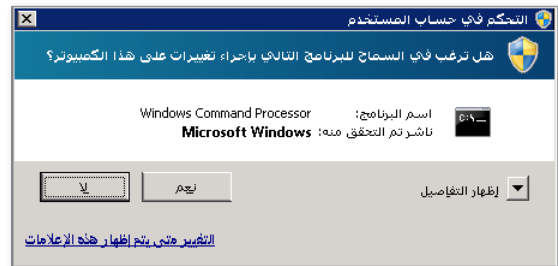 التحكم في حساب المستخدم
هل ترغب في السماح للبرنامج التالي بإجراء تغييرات على هذا الكمبيوتر؟
اسم البرنامج: Windows Command Processor
ناشر تم التحقق منه: Microsoft Windows
إظهار التفاصيل
نعم
لا
التغيير متى يتم إظهار هذه الإعلامات